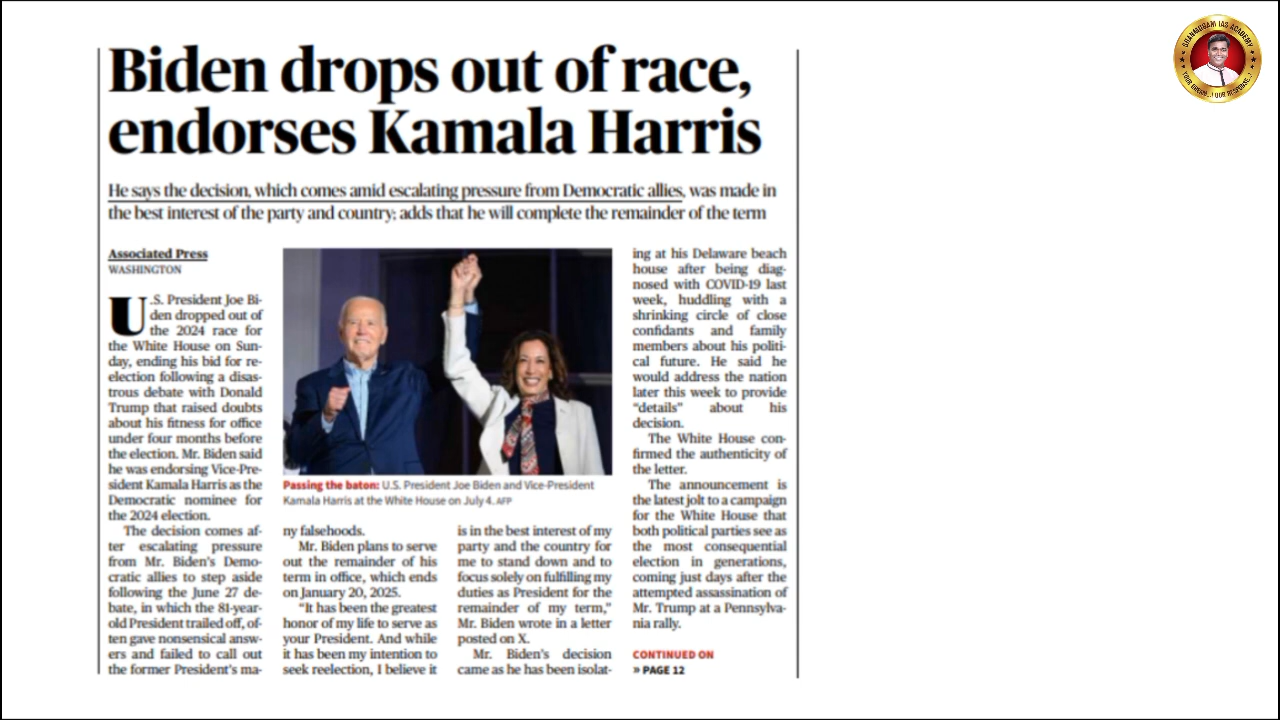 Biden drops out of race,
endorses Kamala Harris
He says the decision, which comes amid escalating pressure from Democratic allies, was made in
the best interest of the party and country; adds that he will complete the remainder of the term
Associated Press
WASHINGTON
U.S. President Joe Bi-
den dropped out of
the 2024 race for
the White House on Sun-
day, ending his bid for re-
election following a disas-
trous debate with Donald
Trump that raised doubts
about his fitness for office
under four months before
the election. Mr. Biden said
he was endorsing Vice-Pre-
sident Kamala Harris as the
Democratic nominee for
the 2024 election.
The decision comes af-
ter escalating pressure
from Mr. Biden's Demo-
cratic allies to step aside
following the June 27 de-
bate, in which the 81-year-
old President trailed off, of-
ten gave nonsensical answ-
ers and failed to call out
the former President's ma-
Passing the baton: U.S. President Joe Biden and Vice-President
Kamala Harris at the White House on July 4. AFP
ny falsehoods.
Mr. Biden plans to serve
out the remainder of his
term in office, which ends
on January 20, 2025.
"It has been the greatest
honor of my life to serve as
your President. And while
it has been my intention to
seek reelection, I believe it
is in the best interest of my
party and the country for
me to stand down and to
focus solely on fulfilling my
duties as President for the
remainder of my term,"
Mr. Biden wrote in a letter
posted on X.
Mr. Biden's decision
came as he has been isolat-
ing at his Delaware beach
house after being diag-
nosed with COVID-19 last
week, huddling with a
shrinking circle of close
confidants and family
members about his politi-
cal future. He said he
would address the nation
later this week to provide
"details" about his
decision.
The White House con-
firmed the authenticity of
the letter.
The announcement is
the latest jolt to a campaign
for the White House that
both political parties see as
the most consequential
election in generations,
coming just days after the
attempted assassination of
Mr. Trump at a Pennsylva-
nia rally.
CONTINUED ON
» PAGE 12
SHANMUGAM IAS ACADEMY
YOUR DREAM...! OUR RESPONSE...!